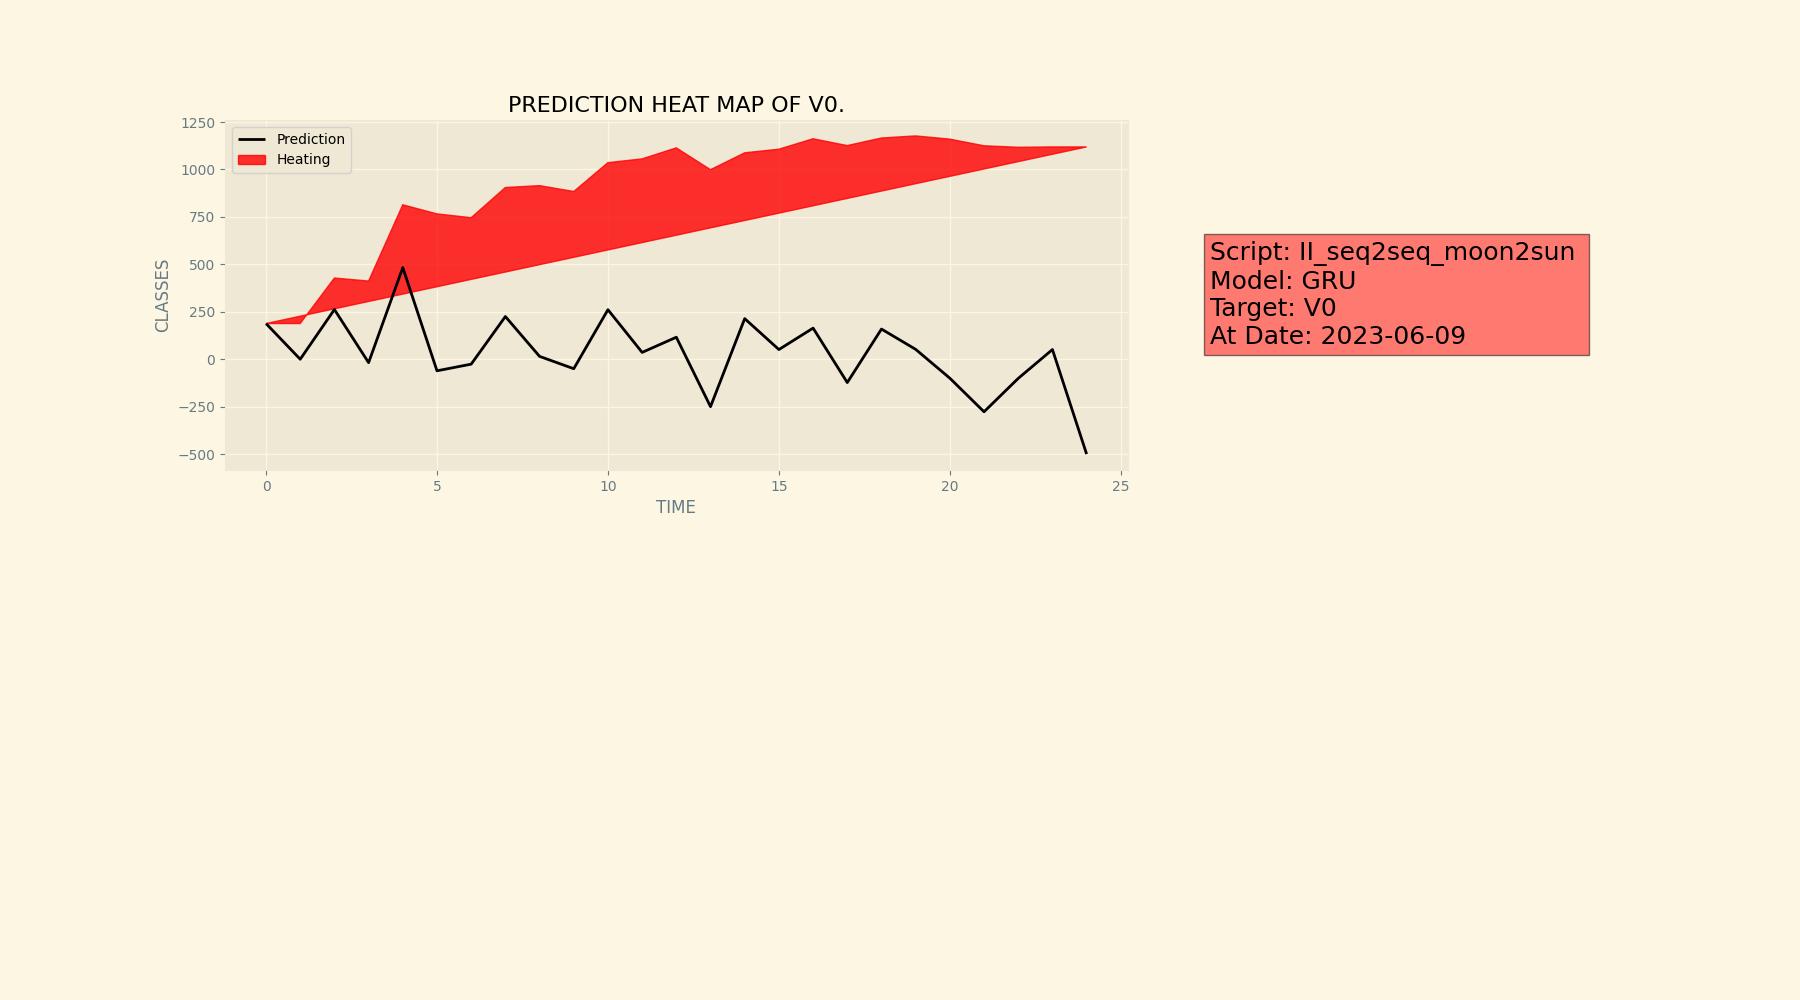 PREDICTION HEAT MAP OF V0.
1250
1000
750
500
250
0
−250
−500
CLASSES
Prediction
Heating
0 5 10 15 20 25
TIME
Script: II_seq2seq_moon2sun
Model: GRU
Target: V0
At Date: 2023-06-09